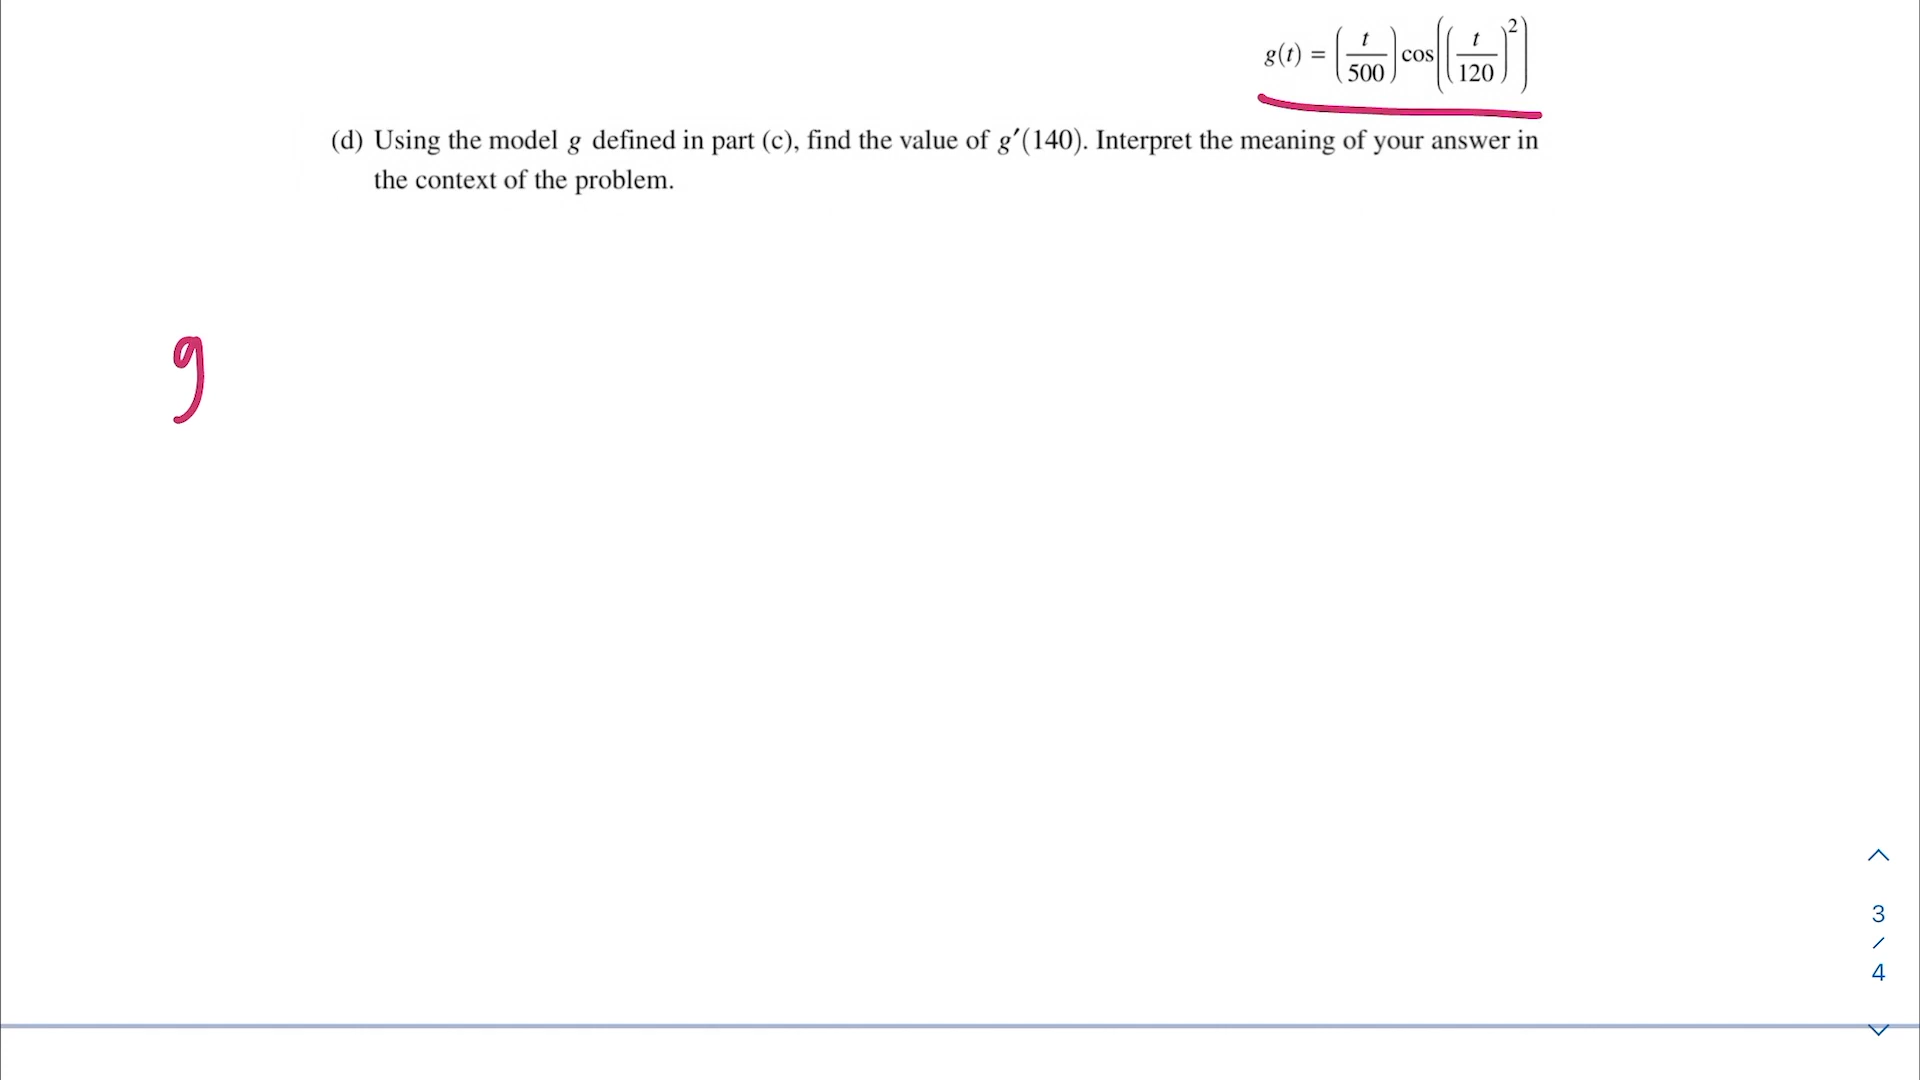 g(t) = (t/500) cos((t/120)²)
(d) Using the model g defined in part (c), find the value of g′(140). Interpret the meaning of your answer in
the context of the problem.
g
3
/
4